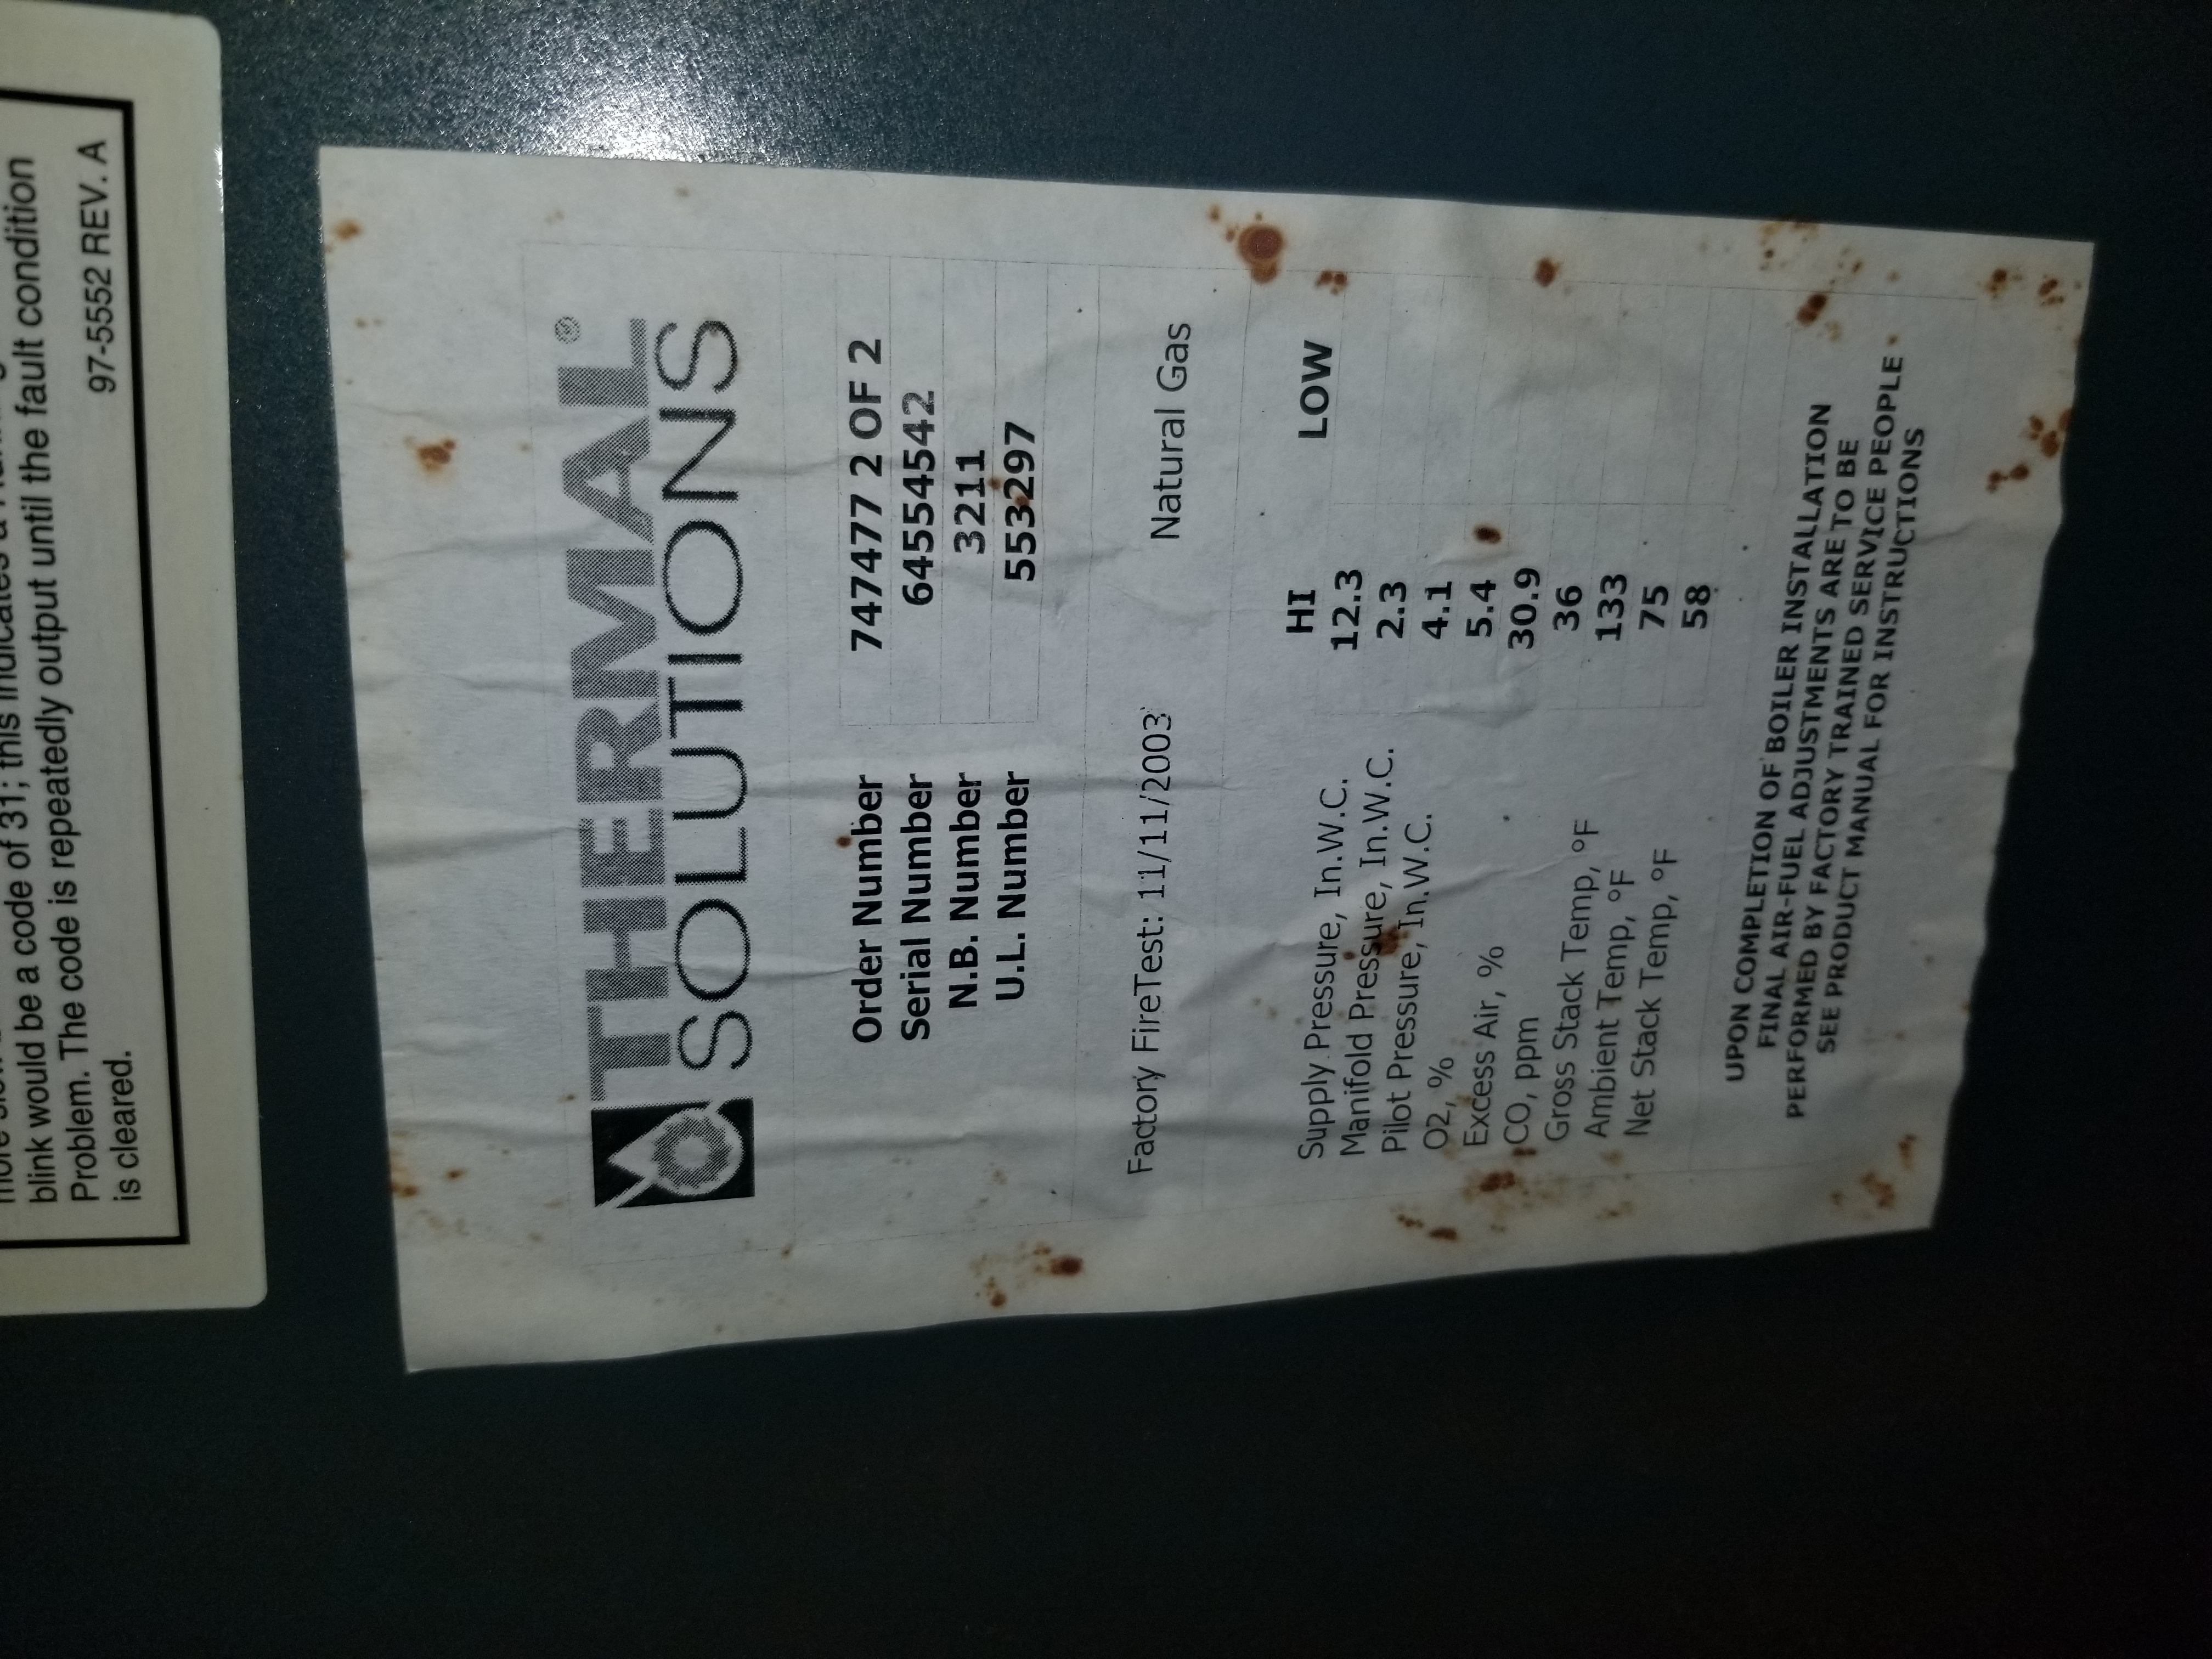 blink would be a code of 31; this indicates a
Problem. The code is repeatedly output until the fault condition
is cleared.
97-5552 REV. A
THERMAL®
SOLUTIONS
Order Number 747477 2 OF 2
Serial Number 64554542
N.B. Number 3211
U.L. Number 553297
Factory FireTest: 11/11/2003 Natural Gas
HI LOW
Supply Pressure, In.W.C. 12.3
Manifold Pressure, In.W.C. 2.3
Pilot Pressure, In.W.C. 4.1
O2, % 5.4
Excess Air, % 30.9
CO, ppm 36
Gross Stack Temp, °F 133
Ambient Temp, °F 75
Net Stack Temp, °F 58
UPON COMPLETION OF BOILER INSTALLATION
FINAL AIR-FUEL ADJUSTMENTS ARE TO BE
PERFORMED BY FACTORY TRAINED SERVICE PEOPLE
SEE PRODUCT MANUAL FOR INSTRUCTIONS